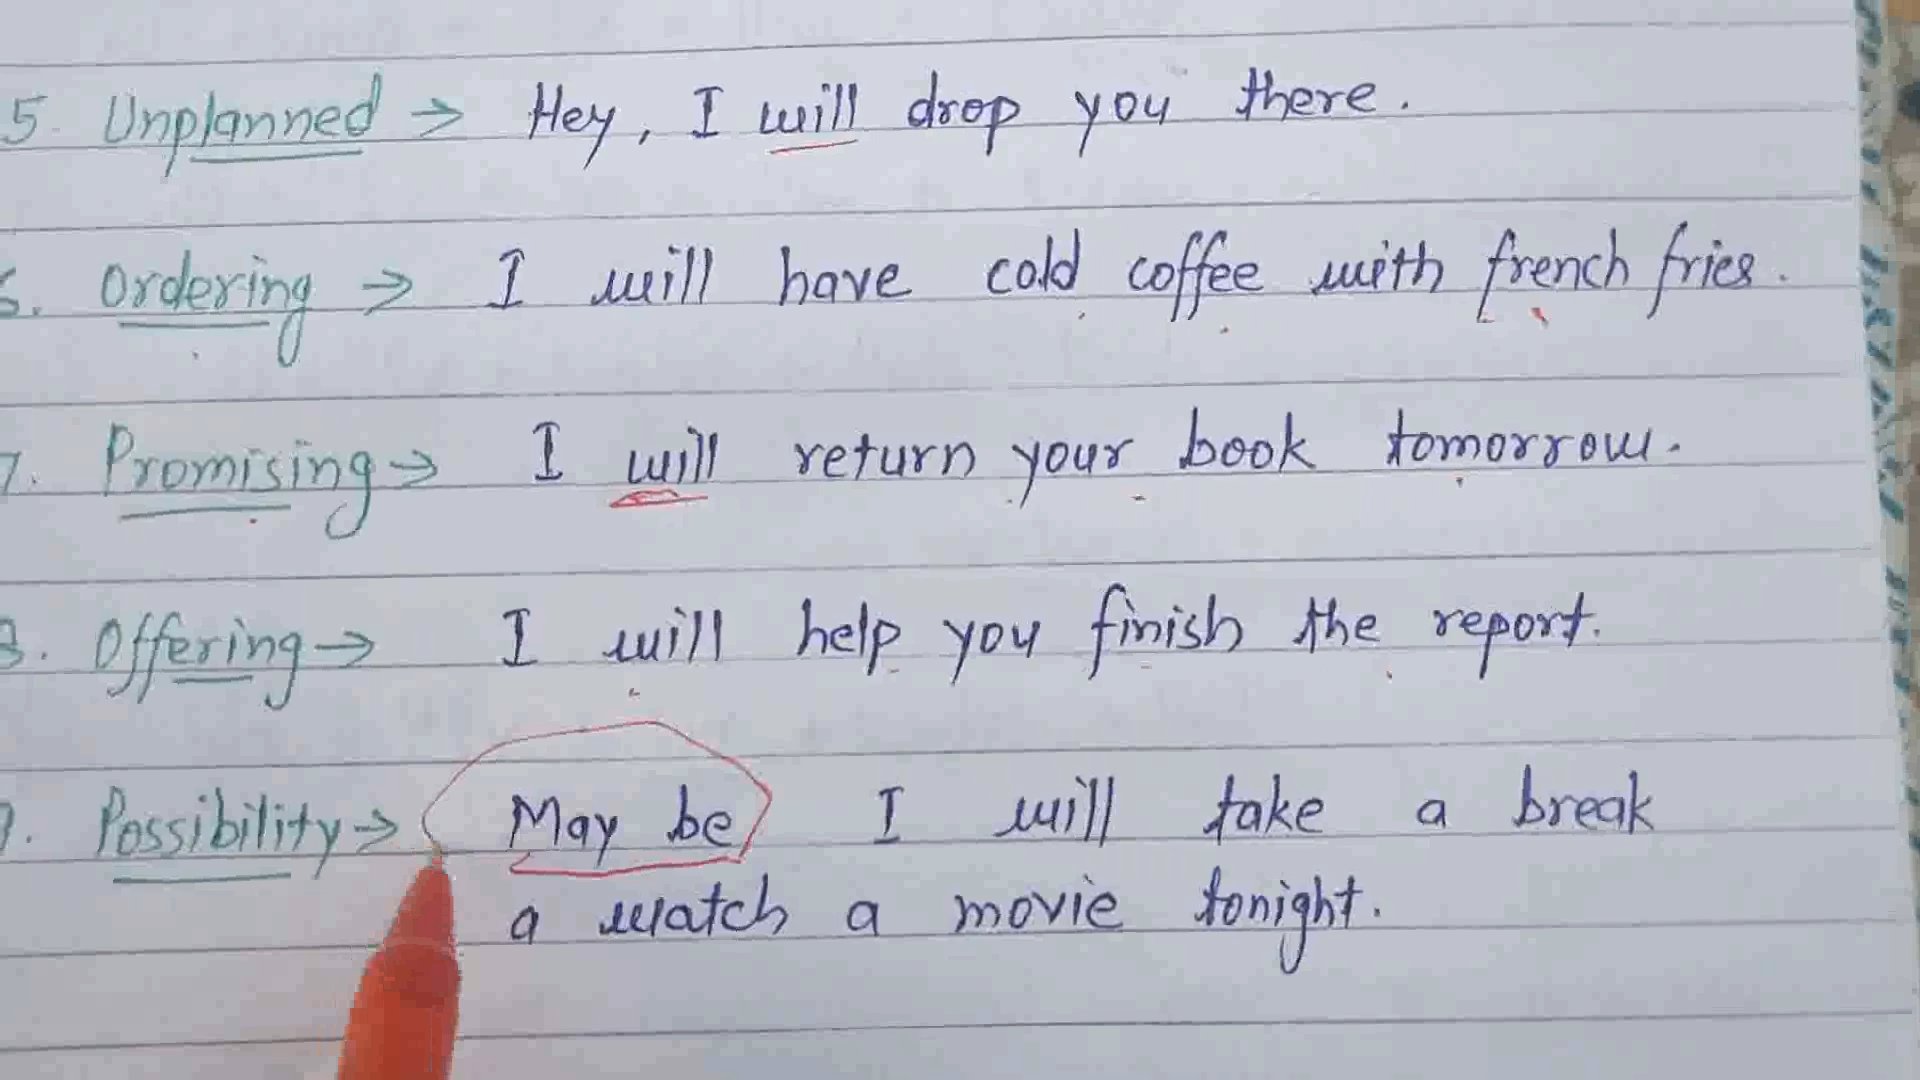 5. Unplanned → Hey, I will drop you there.
6. Ordering → I will have cold coffee with french fries.
7. Promising → I will return your book tomorrow.
8. Offering → I will help you finish the report.
9. Possibility → May be I will take a break
a watch a movie tonight.